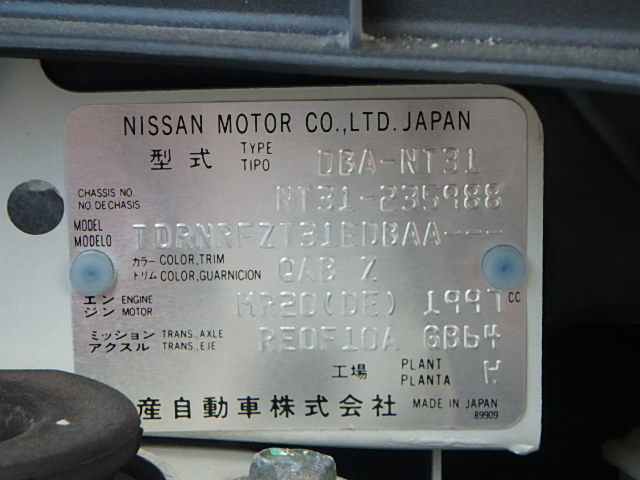 NISSAN MOTOR CO.,LTD. JAPAN
型式 TYPE TIPO DBA-NT31
CHASSIS NO. NO.DE CHASIS NT31-235988
MODEL MODELO TDRNRFZT31EDBAA---
カラー トリム COLOR,TRIM COLOR,GUARNICION QAB Z
エンジン ENGINE MOTOR MR20(DE) 1997 CC
ミッション アクスル TRANS.,AXLE TRANS.,EJE RE0F10A GB64
工場 PLANT PLANTA H
産自動車株式会社 MADE IN JAPAN
89909